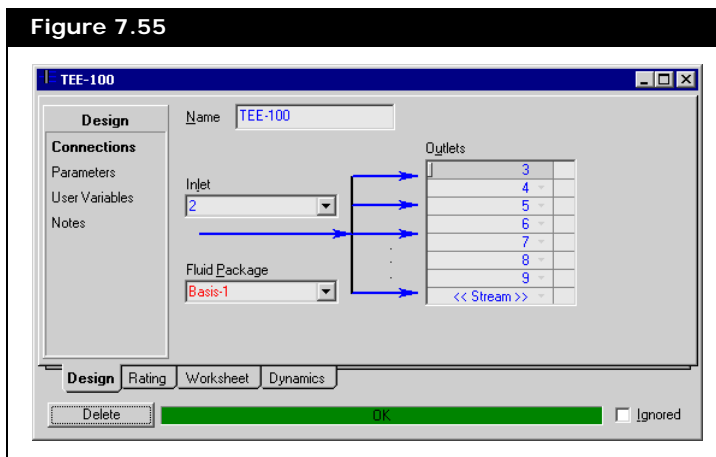 Figure 7.55
TEE-100
Design
Connections
Parameters
User Variables
Notes
Name TEE-100
Inlet
2
Fluid Package
Basis-1
Outlets
3
4
5
6
7
8
9
<< Stream >>
Design Rating Worksheet Dynamics
Delete OK Ignored